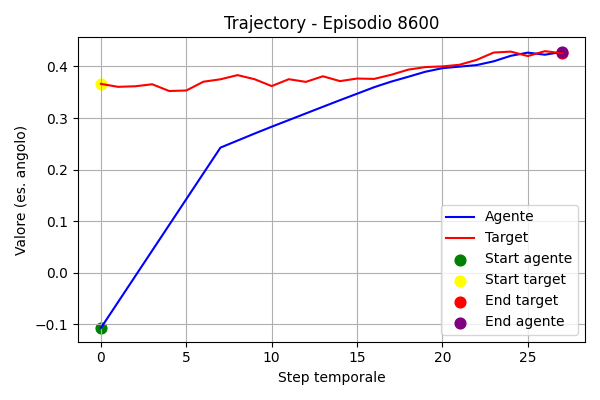 Trajectory - Episodio 8600
Valore (es. angolo)
0.4
0.3
0.2
0.1
0.0
−0.1
0
5
10
15
20
25
Step temporale
Agente
Target
Start agente
Start target
End target
End agente